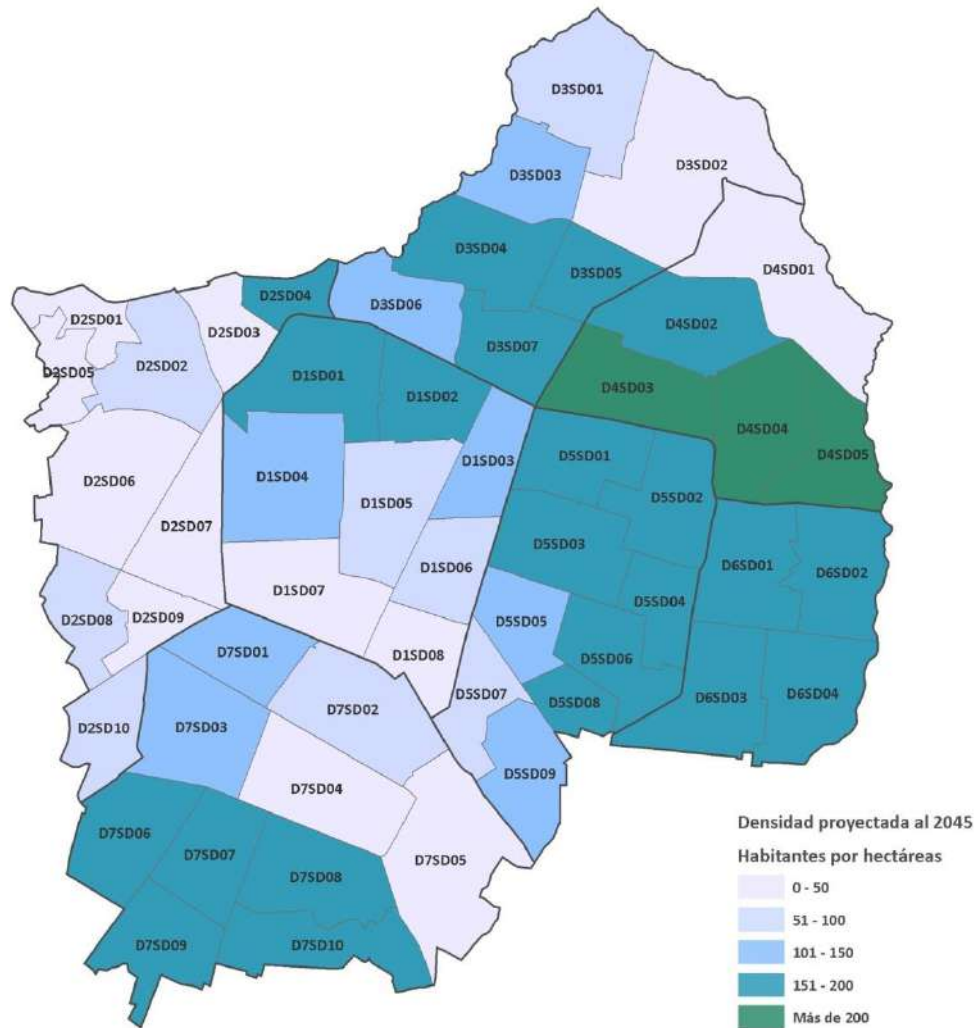 D3SD01
D3SD02
D3SD03
D3SD04
D3SD05
D4SD01
D2SD04
D3SD06
D4SD02
D2SD01
D2SD03
D3SD07
D2SD02
D2SD05
D1SD01
D1SD02
D4SD03
D4SD04
D4SD05
D1SD03
D5SD01
D1SD04
D2SD06
D1SD05
D5SD02
D2SD07
D5SD03
D1SD06
D6SD01
D6SD02
D1SD07
D5SD04
D2SD08
D2SD09
D5SD05
D7SD01
D1SD08
D5SD06
D5SD07
D6SD03
D6SD04
D5SD08
D7SD02
D2SD10
D7SD03
D5SD09
D7SD04
D7SD06
D7SD07
D7SD05
D7SD08
D7SD09
D7SD10
Densidad proyectada al 2045
Habitantes por hectáreas
0 - 50
51 - 100
101 - 150
151 - 200
Más de 200